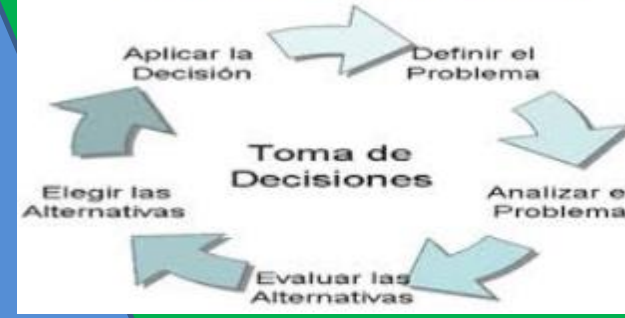 Aplicar la
Decisión
Definir el
Problema
Toma de
Decisiones
Elegir las
Alternativas
Analizar e
Problema
Evaluar las
Alternativas